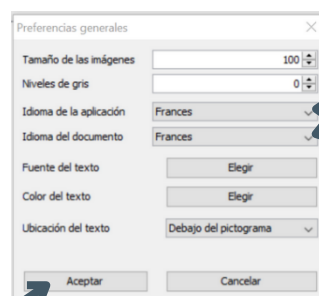 Preferencias generales
Tamaño de las imágenes 100
Niveles de gris 0
Idioma de la aplicación Frances
Idioma del documento Frances
Fuente del texto Elegir
Color del texto Elegir
Ubicación del texto Debajo del pictograma
Aceptar Cancelar